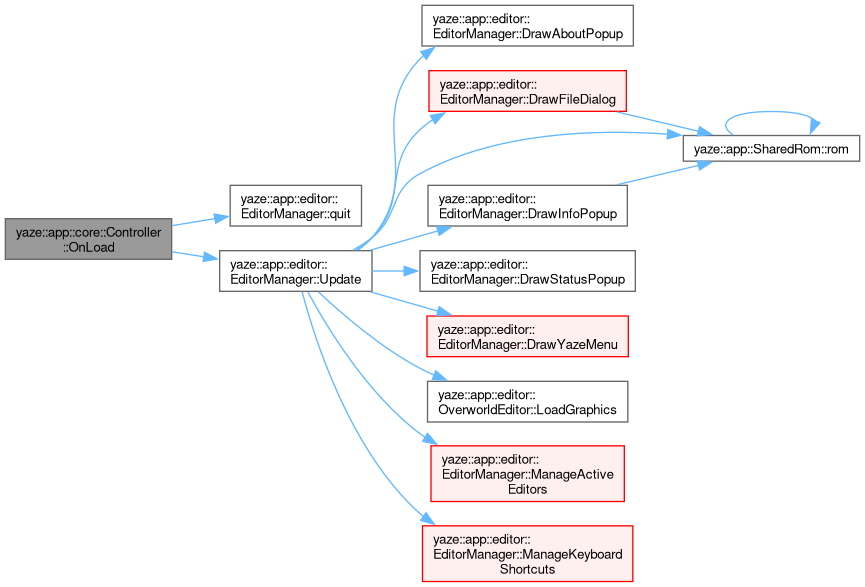 yaze::app::core::Controller
::OnLoad
yaze::app::editor::
EditorManager::quit
yaze::app::editor::
EditorManager::Update
yaze::app::editor::
EditorManager::DrawAboutPopup
yaze::app::editor::
EditorManager::DrawFileDialog
yaze::app::SharedRom::rom
yaze::app::editor::
EditorManager::DrawInfoPopup
yaze::app::editor::
EditorManager::DrawStatusPopup
yaze::app::editor::
EditorManager::DrawYazeMenu
yaze::app::editor::
OverworldEditor::LoadGraphics
yaze::app::editor::
EditorManager::ManageActive
Editors
yaze::app::editor::
EditorManager::ManageKeyboard
Shortcuts